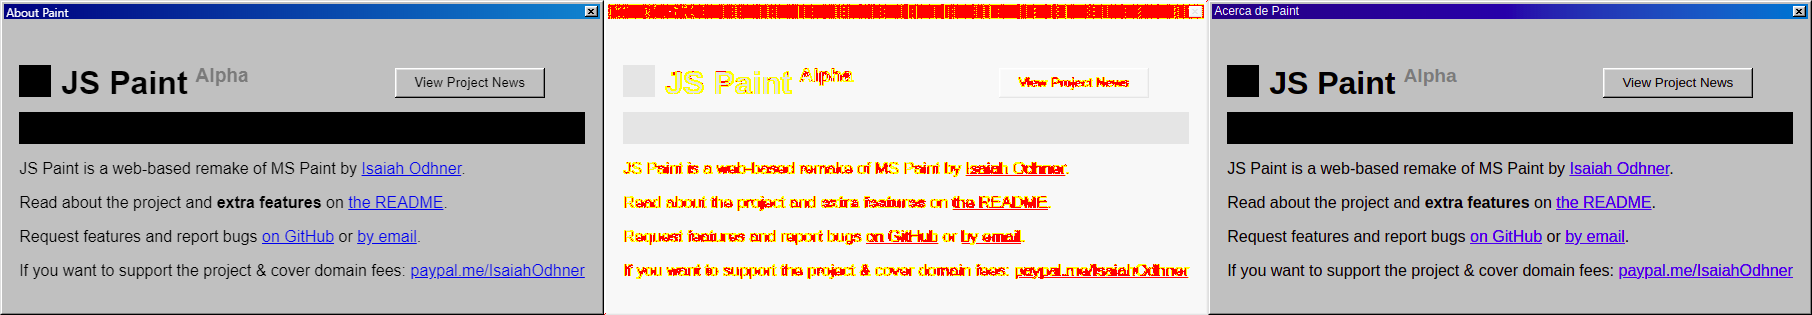 About Paint
JS Paint Alpha
View Project News
JS Paint is a web-based remake of MS Paint by Isaiah Odhner.
Read about the project and extra features on the README.
Request features and report bugs on GitHub or by email.
If you want to support the project & cover domain fees: paypal.me/IsaiahOdhner
JS Paint Alpha
View Project News
JS Paint is a web-based remake of MS Paint by Isaiah Odhner.
Read about the project and extra features on the README.
Request features and report bugs on GitHub or by email.
If you want to support the project & cover domain fees: paypal.me/IsaiahOdhner
Acerca de Paint
JS Paint Alpha
View Project News
JS Paint is a web-based remake of MS Paint by Isaiah Odhner.
Read about the project and extra features on the README.
Request features and report bugs on GitHub or by email.
If you want to support the project & cover domain fees: paypal.me/IsaiahOdhner